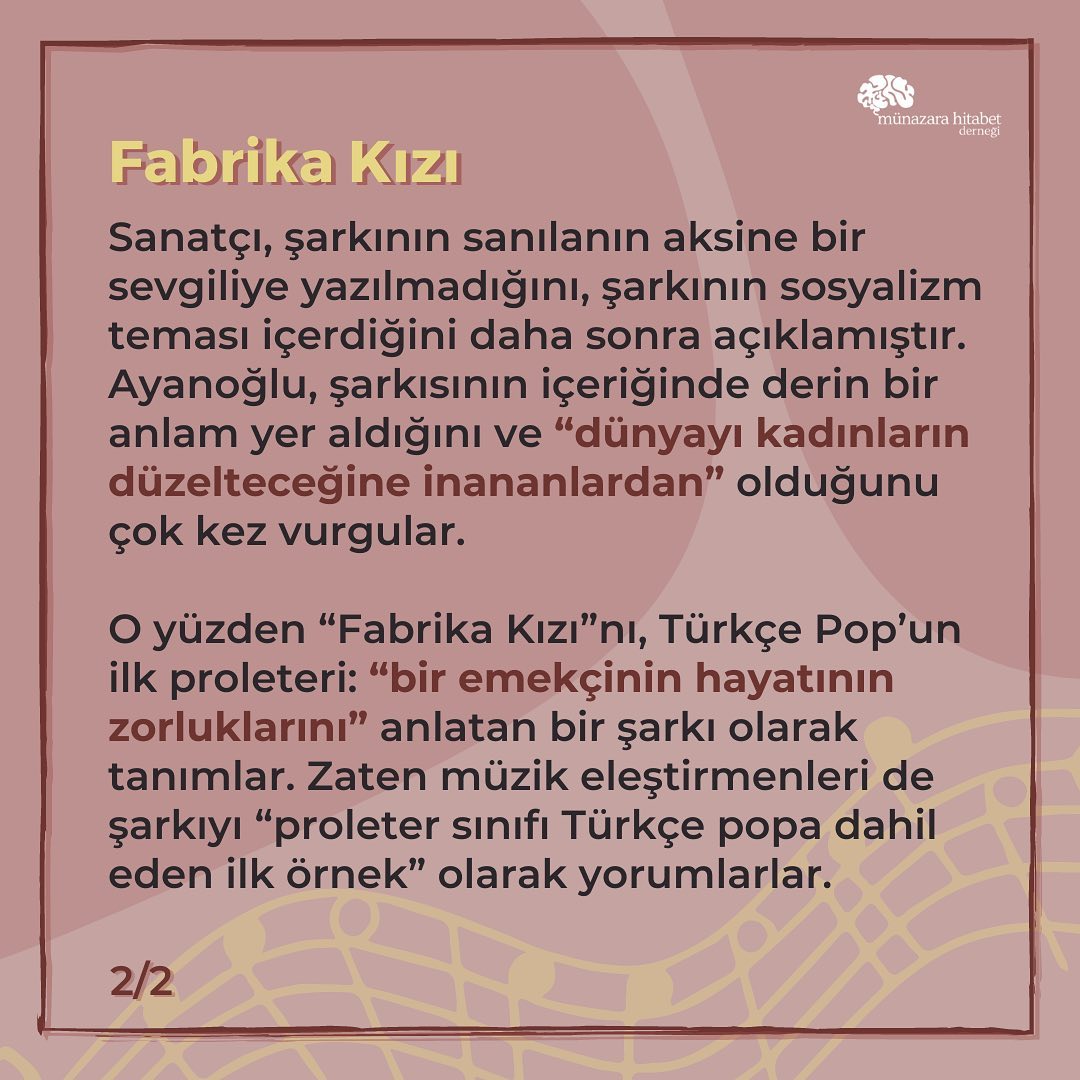 münazara hitabet
derneği
Fabrika Kızı
Sanatçı, şarkının sanılanın aksine bir
sevgiliye yazılmadığını, şarkının sosyalizm
teması içerdiğini daha sonra açıklamıştır.
Ayanoğlu, şarkısının içeriğinde derin bir
anlam yer aldığını ve “dünyayı kadınların
düzelteceğine inananlardan” olduğunu
çok kez vurgular.
O yüzden “Fabrika Kızı”nı, Türkçe Pop’un
ilk proleteri: “bir emekçinin hayatının
zorluklarını” anlatan bir şarkı olarak
tanımlar. Zaten müzik eleştirmenleri de
şarkıyı “proleter sınıfı Türkçe popa dahil
eden ilk örnek” olarak yorumlarlar.
2/2